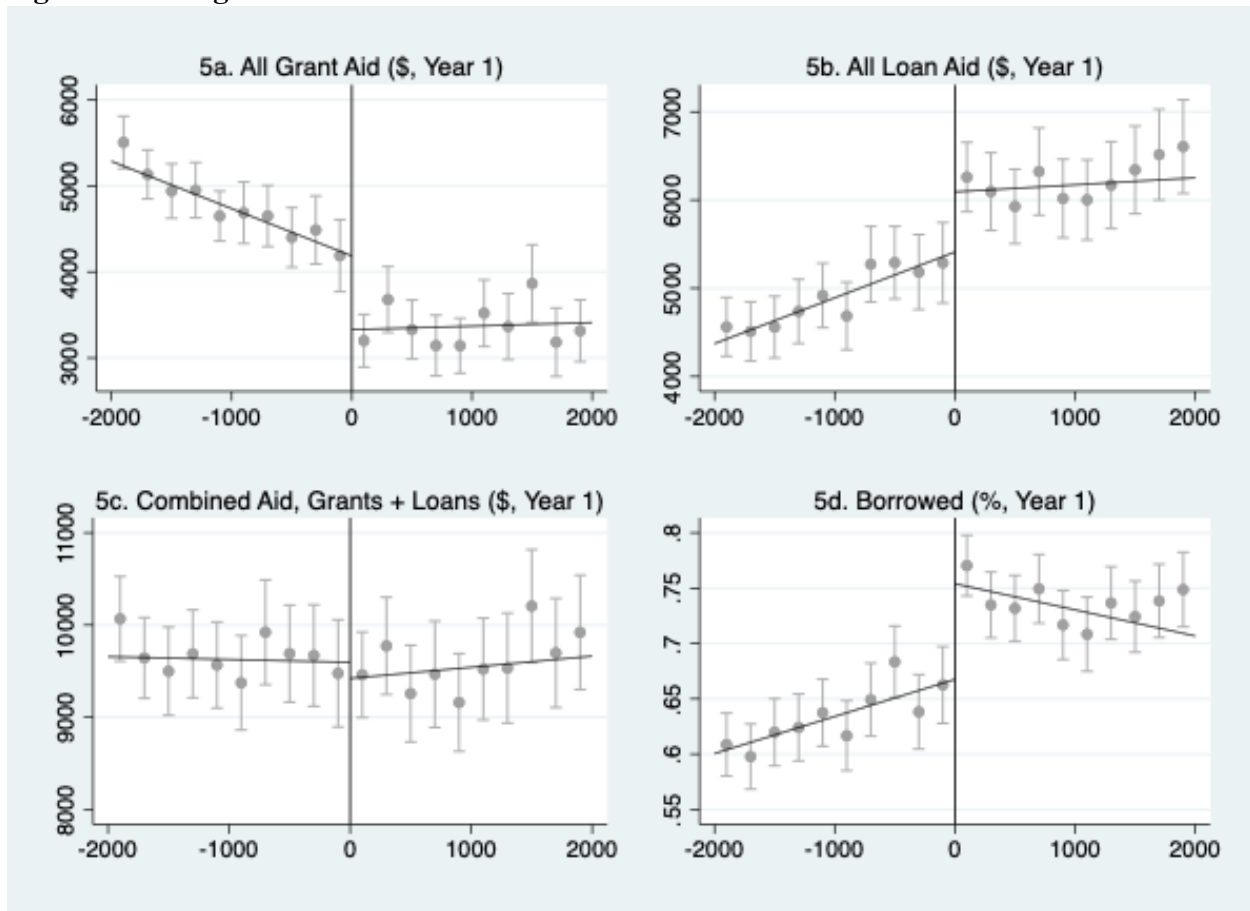 5a. All Grant Aid ($, Year 1)
6000
5000
4000
3000
-2000 -1000 0 1000 2000
5b. All Loan Aid ($, Year 1)
7000
6000
5000
4000
-2000 -1000 0 1000 2000
5c. Combined Aid, Grants + Loans ($, Year 1)
11000
10000
9000
8000
-2000 -1000 0 1000 2000
5d. Borrowed (%, Year 1)
.8
.75
.7
.65
.6
.55
-2000 -1000 0 1000 2000